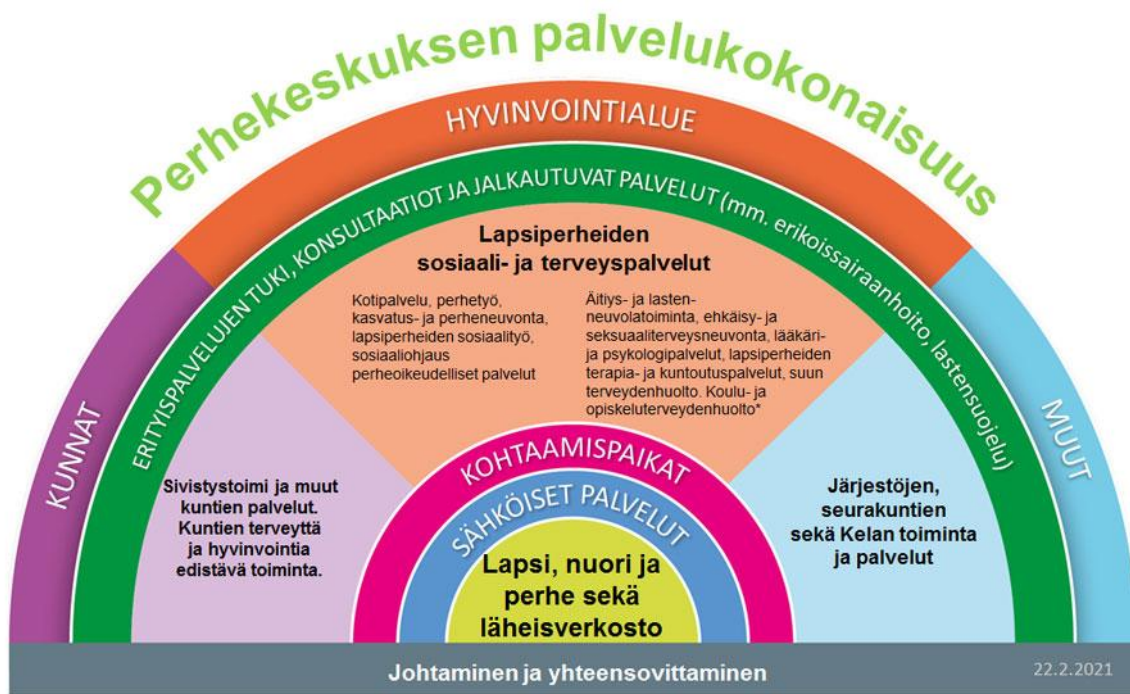 Perhekeskuksen palvelukokonaisuus
HYVINVOINTIALUE
KUNNAT
MUUT
ERITYISPALVELUJEN TUKI, KONSULTAATIOT JA JALKAUTUVAT PALVELUT (mm. erikoissairaanhoito, lastensuojelu)
Lapsiperheiden
sosiaali- ja terveyspalvelut
Kotipalvelu, perhetyö,
kasvatus- ja perheneuvonta,
lapsiperheiden sosiaalityö,
sosiaaliohjaus
perheoikeudelliset palvelut
Äitiys- ja lasten-
neuvolatoiminta, ehkäisy- ja
seksuaaliterveysneuvonta, lääkäri-
ja psykologipalvelut, lapsiperheiden
terapia- ja kuntoutuspalvelut, suun
terveydenhuolto. Koulu- ja
opiskeluterveydenhuolto*
Sivistystoimi ja muut
kuntien palvelut.
Kuntien terveyttä
ja hyvinvointia
edistävä toiminta.
Järjestöjen,
seurakuntien
sekä Kelan toiminta
ja palvelut
KOHTAAMISPAIKAT
SÄHKÖISET PALVELUT
Lapsi, nuori ja
perhe sekä
läheisverkosto
Johtaminen ja yhteensovittaminen
22.2.2021